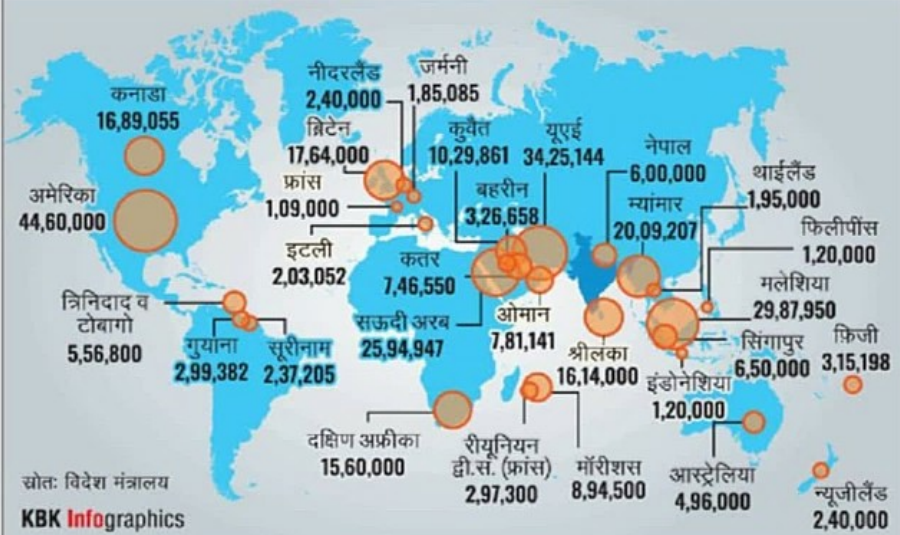 नीदरलैंड
2,40,000
जर्मनी
1,85,085
कनाडा
16,89,055
ब्रिटेन
17,64,000
कुवैत
10,29,861
यूएई
34,25,144
नेपाल
6,00,000
थाईलैंड
1,95,000
अमेरिका
44,60,000
फ्रांस
1,09,000
बहरीन
3,26,658
म्यांमार
20,09,207
फिलीपींस
1,20,000
इटली
2,03,052
कतर
7,46,550
मलेशिया
29,87,950
त्रिनिदाद व
टोबागो
5,56,800
गुयाना
2,99,382
सूरीनाम
2,37,205
सऊदी अरब
25,94,947
ओमान
7,81,141
श्रीलंका
16,14,000
सिंगापुर
6,50,000
फ़िजी
3,15,198
इंडोनेशिया
1,20,000
दक्षिण अफ्रीका
15,60,000
रीयूनियन
द्वी.स. (फ्रांस)
2,97,300
मॉरीशस
8,94,500
आस्ट्रेलिया
4,96,000
न्यूजीलैंड
2,40,000
स्रोतः विदेश मंत्रालय
KBK Infographics